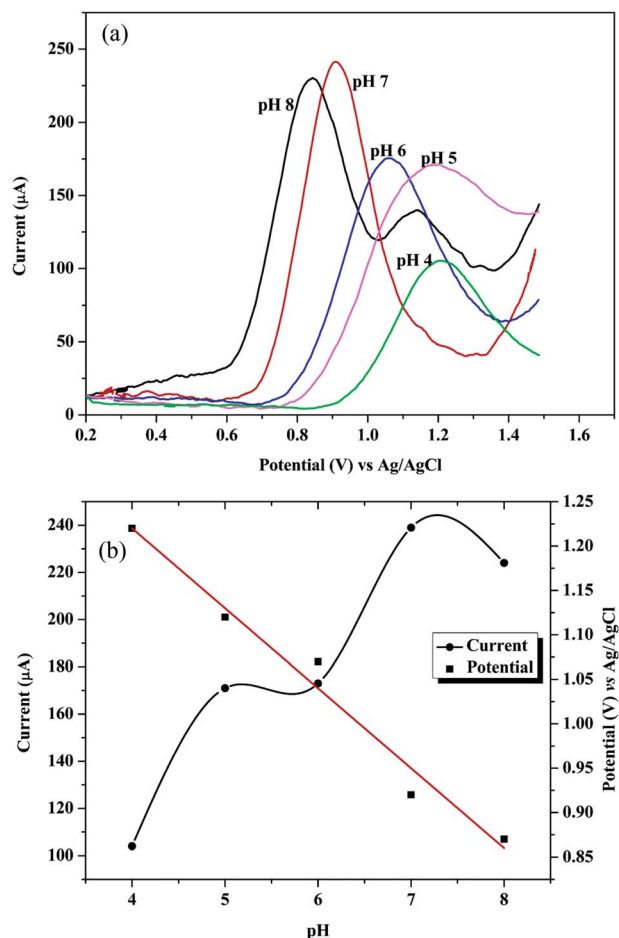 (a)
250
200
150
100
50
0
Current (µA)
pH 8
pH 7
pH 6
pH 5
pH 4
0.2 0.4 0.6 0.8 1.0 1.2 1.4 1.6
Potential (V) vs Ag/AgCl
(b)
240
220
200
180
160
140
120
100
Current (µA)
1.25
1.20
1.15
1.10
1.05
1.00
0.95
0.90
0.85
Potential (V) vs Ag/AgCl
Current
Potential
4 5 6 7 8
pH